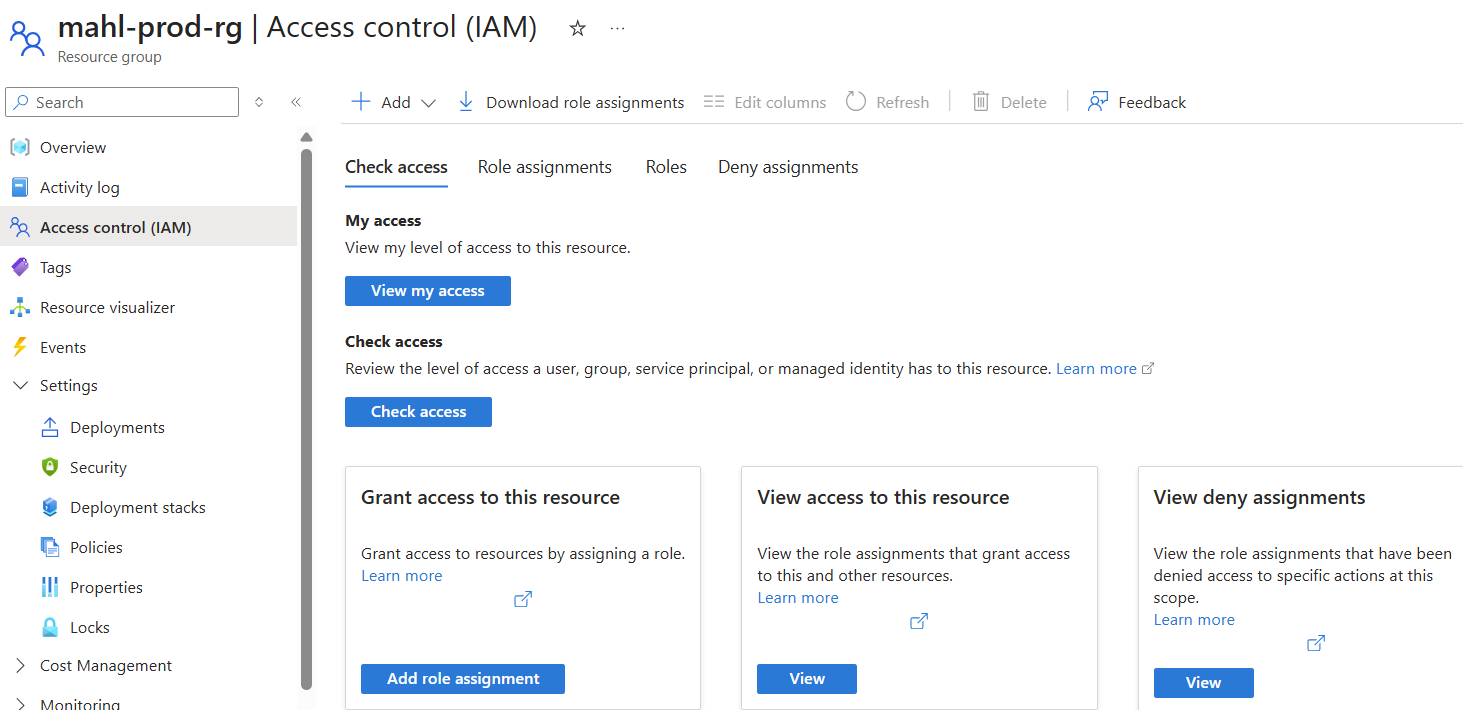 mahl-prod-rg | Access control (IAM)
Resource group
Search
Add
Download role assignments
Edit columns
Refresh
Delete
Feedback
Overview
Activity log
Access control (IAM)
Tags
Resource visualizer
Events
Settings
Deployments
Security
Deployment stacks
Policies
Properties
Locks
Cost Management
Monitoring
Check access
Role assignments
Roles
Deny assignments
My access
View my level of access to this resource.
View my access
Check access
Review the level of access a user, group, service principal, or managed identity has to this resource. Learn more
Check access
Grant access to this resource
Grant access to resources by assigning a role.
Learn more
Add role assignment
View access to this resource
View the role assignments that grant access
to this and other resources.
Learn more
View
View deny assignments
View the role assignments that have been
denied access to specific actions at this
scope.
Learn more
View